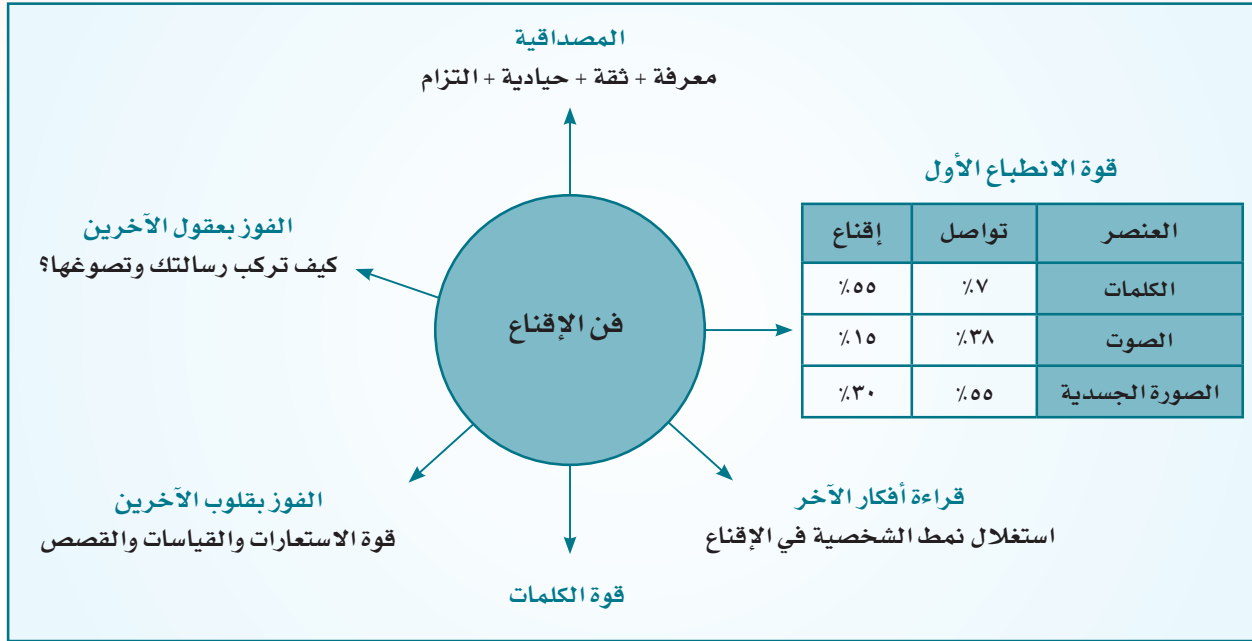 المصداقية
معرفة + ثقة + حيادية + التزام
قوة الانطباع الأول
العنصر تواصل إقناع
الكلمات ٧٪ ٥٥٪
الصوت ٣٨٪ ١٥٪
الصورة الجسدية ٥٥٪ ٣٠٪
الفوز بعقول الآخرين
كيف تركب رسالتك وتصوغها؟
فن الإقناع
قراءة أفكار الآخر
استغلال نمط الشخصية في الإقناع
الفوز بقلوب الآخرين
قوة الاستعارات والقياسات والقصص
قوة الكلمات